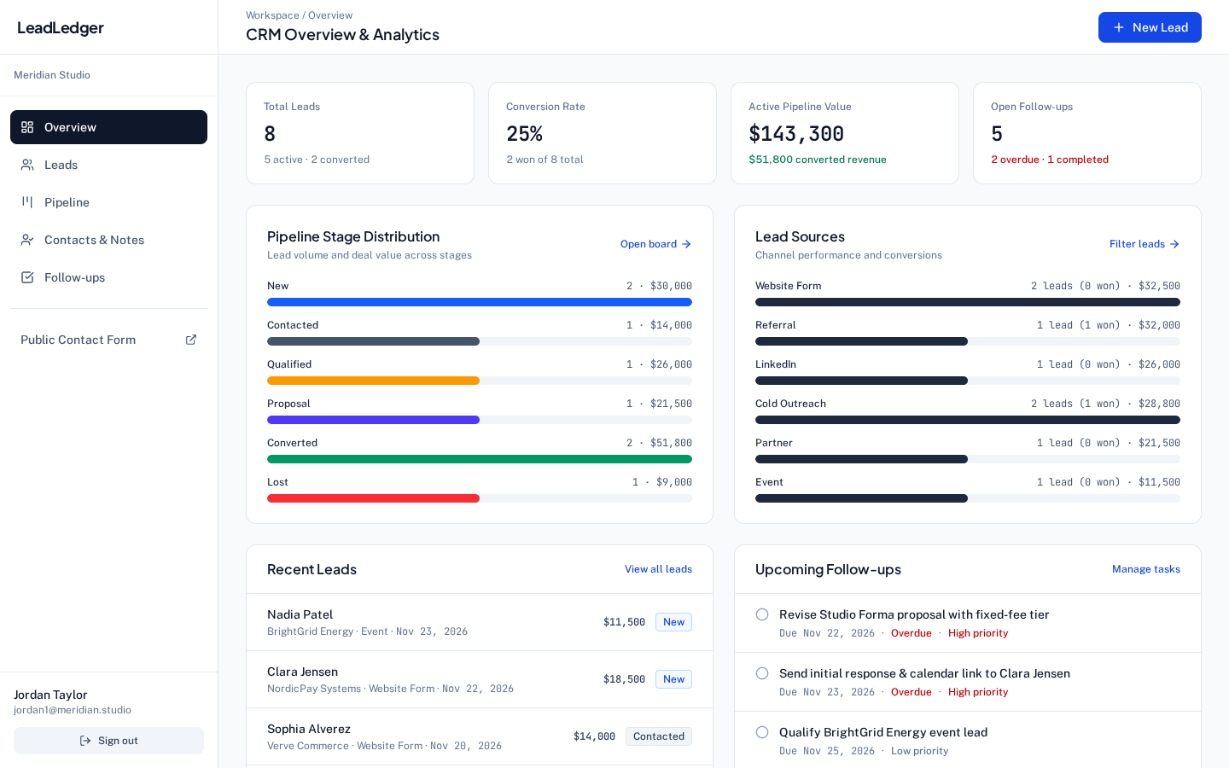 LeadLedger
Meridian Studio
Overview
Leads
Pipeline
Contacts & Notes
Follow-ups
Public Contact Form
Jordan Taylor
jordan1@meridian.studio
Sign out
Workspace / Overview
CRM Overview & Analytics
New Lead
Total Leads
8
5 active · 2 converted
Conversion Rate
25%
2 won of 8 total
Active Pipeline Value
$143,300
$51,800 converted revenue
Open Follow-ups
5
2 overdue · 1 completed
Pipeline Stage Distribution
Lead volume and deal value across stages
Open board
New 2 · $30,000
Contacted 1 · $14,000
Qualified 1 · $26,000
Proposal 1 · $21,500
Converted 2 · $51,800
Lost 1 · $9,000
Lead Sources
Channel performance and conversions
Filter leads
Website Form 2 leads (0 won) · $32,500
Referral 1 lead (1 won) · $32,000
LinkedIn 1 lead (0 won) · $26,000
Cold Outreach 2 leads (1 won) · $28,800
Partner 1 lead (0 won) · $21,500
Event 1 lead (0 won) · $11,500
Recent Leads
View all leads
Nadia Patel
BrightGrid Energy · Event · Nov 23, 2026
$11,500 New
Clara Jensen
NordicPay Systems · Website Form · Nov 22, 2026
$18,500 New
Sophia Alverez
Verve Commerce · Website Form · Nov 20, 2026
$14,000 Contacted
Upcoming Follow-ups
Manage tasks
Revise Studio Forma proposal with fixed-fee tier
Due Nov 22, 2026 · Overdue · High priority
Send initial response & calendar link to Clara Jensen
Due Nov 23, 2026 · Overdue · High priority
Qualify BrightGrid Energy event lead
Due Nov 25, 2026 · Low priority